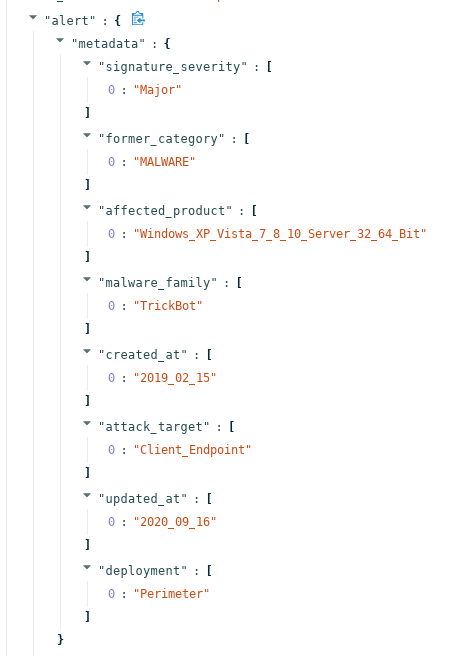 "alert" : {
"metadata" : {
"signature_severity" : [
0 : "Major"
]
"former_category" : [
0 : "MALWARE"
]
"affected_product" : [
0 : "Windows_XP_Vista_7_8_10_Server_32_64_Bit"
]
"malware_family" : [
0 : "TrickBot"
]
"created_at" : [
0 : "2019_02_15"
]
"attack_target" : [
0 : "Client_Endpoint"
]
"updated_at" : [
0 : "2020_09_16"
]
"deployment" : [
0 : "Perimeter"
]
}